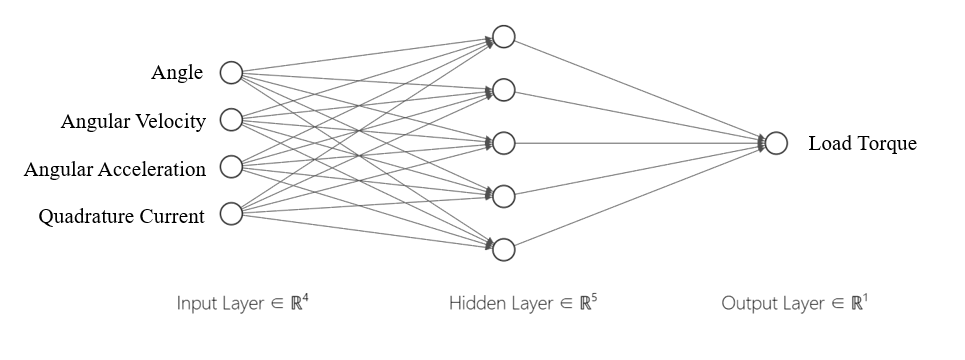 Angle
Angular Velocity
Angular Acceleration
Quadrature Current
Load Torque
Input Layer ∈ ℝ⁴
Hidden Layer ∈ ℝ⁵
Output Layer ∈ ℝ¹